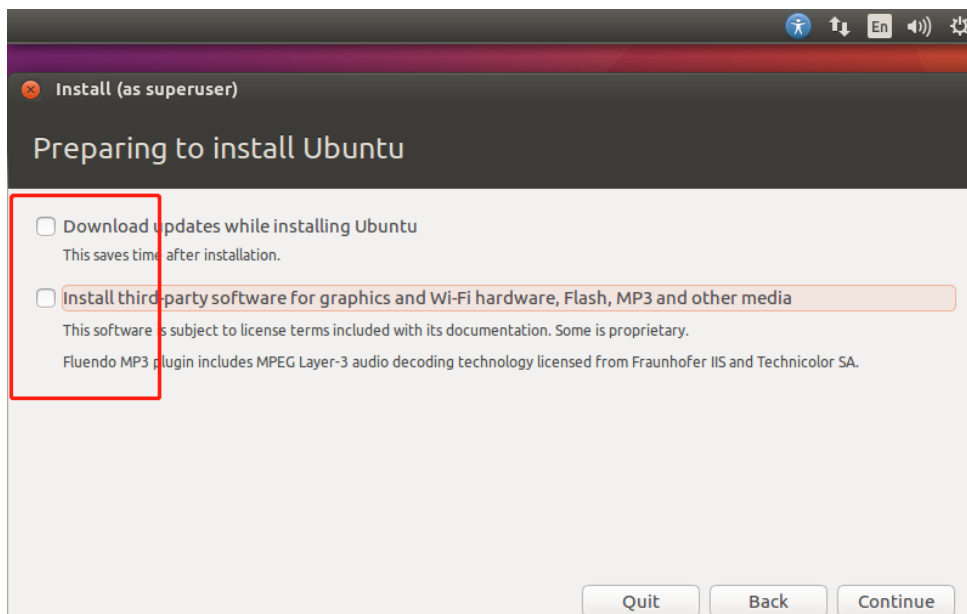 En
Install (as superuser)
Preparing to install Ubuntu
Download updates while installing Ubuntu
This saves time after installation.
Install third-party software for graphics and Wi-Fi hardware, Flash, MP3 and other media
This software is subject to license terms included with its documentation. Some is proprietary.
Fluendo MP3 plugin includes MPEG Layer-3 audio decoding technology licensed from Fraunhofer IIS and Technicolor SA.
Quit Back Continue